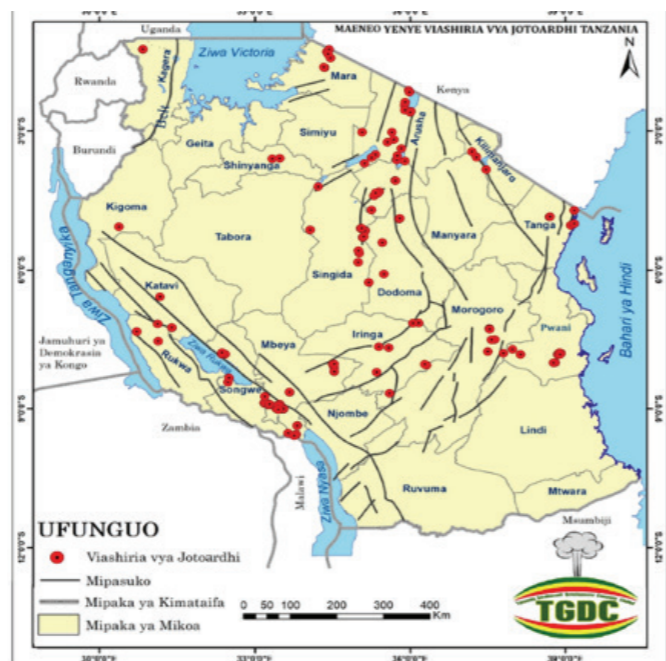 MAENEO YENYE VIASHIRIA VYA JOTOARDHI TANZANIA
Uganda
Ziwa Victoria
N
Kagera
Rwanda
Mara
Kenya
Burundi
Geita
Simiyu
Arusha
Shinyanga
Kilimanjaro
Kigoma
Tabora
Manyara
Tanga
Ziwa Tanganyika
Katavi
Singida
Dodoma
Morogoro
Bahari ya Hindi
Jamuhuri ya
Demokrasia
ya Kongo
Mbeya
Iringa
Pwani
Rukwa
Songwe
Zambia
Njombe
Lindi
Malawi
Ziwa Nyasa
Ruvuma
Mtwara
Msumbiji
UFUNGUO
Viashiria vya Jotoardhi
Mipasuko
Mipaka ya Kimataifa
Mipaka ya Mikoa
0 50 100 200 300 400
Km
TGDC